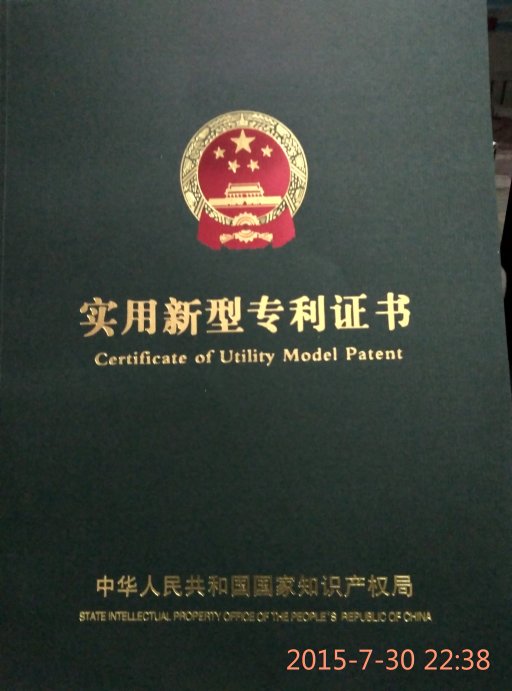 实用新型专利证书
Certificate of Utility Model Patent
中华人民共和国国家知识产权局
STATE INTELLECTUAL PROPERTY OFFICE OF THE PEOPLE'S REPUBLIC OF CHINA
2015-7-30 22:38